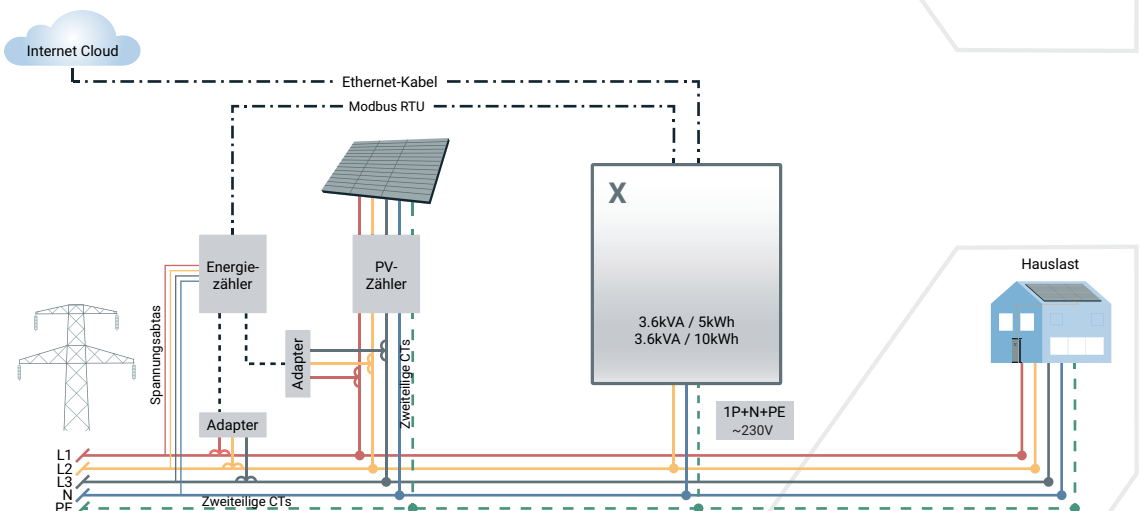 Internet Cloud
Ethernet-Kabel
Modbus RTU
X
Energie-
zähler
PV-
Zähler
Hauslast
3.6kVA / 5kWh
3.6kVA / 10kWh
Spannungsabtas
Adapter
Zweiteilige CTs
Adapter
1P+N+PE
~230V
L1
L2
L3
N
Zweiteilige CTs
PE